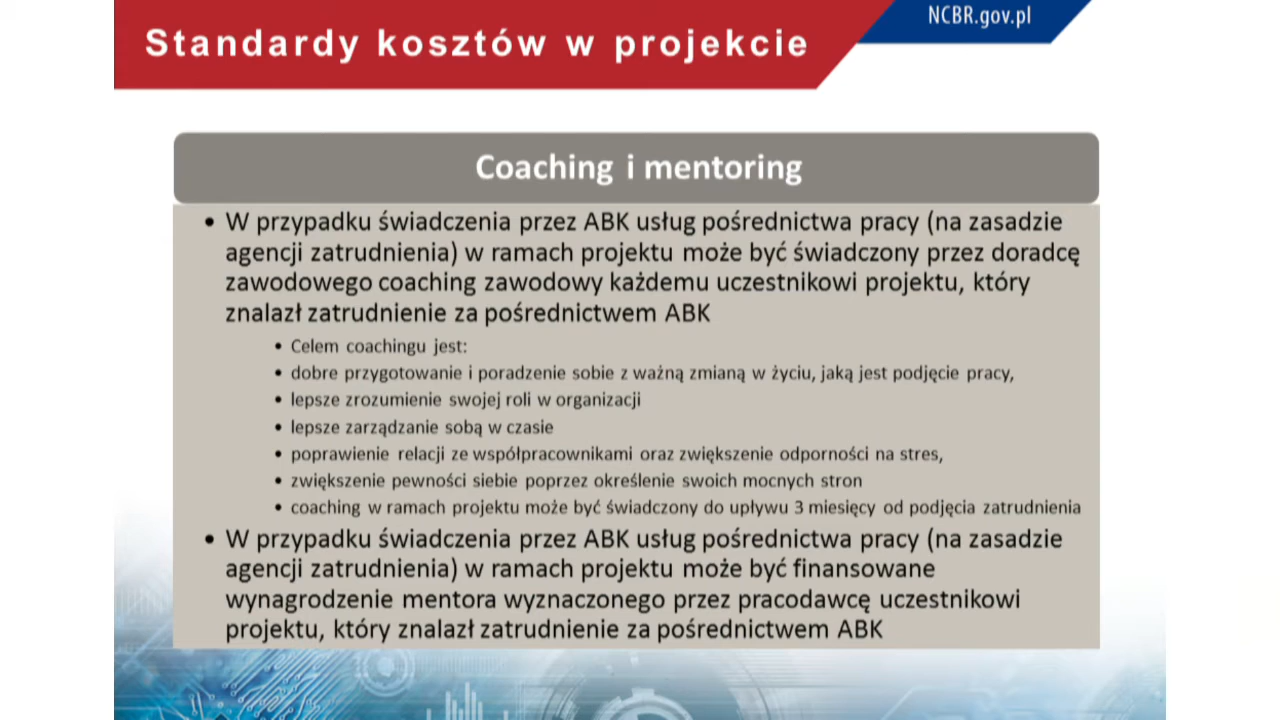 NCBR.gov.pl
Standardy kosztów w projekcie
Coaching i mentoring
• W przypadku świadczenia przez ABK usług pośrednictwa pracy (na zasadzie
agencji zatrudnienia) w ramach projektu może być świadczony przez doradcę
zawodowego coaching zawodowy każdemu uczestnikowi projektu, który
znalazł zatrudnienie za pośrednictwem ABK
• Celem coachingu jest:
• dobre przygotowanie i poradzenie sobie z ważną zmianą w życiu, jaką jest podjęcie pracy,
• lepsze zrozumienie swojej roli w organizacji
• lepsze zarządzanie sobą w czasie
• poprawienie relacji ze współpracownikami oraz zwiększenie odporności na stres,
• zwiększenie pewności siebie poprzez określenie swoich mocnych stron
• coaching w ramach projektu może być świadczony do upływu 3 miesięcy od podjęcia zatrudnienia
• W przypadku świadczenia przez ABK usług pośrednictwa pracy (na zasadzie
agencji zatrudnienia) w ramach projektu może być finansowane
wynagrodzenie mentora wyznaczonego przez pracodawcę uczestnikowi
projektu, który znalazł zatrudnienie za pośrednictwem ABK